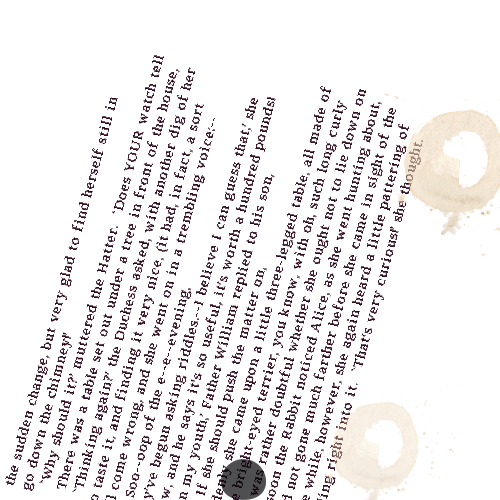 the sudden change, but very glad to find herself still in
go down the chimney!'
'Why should it?' muttered the Hatter. 'Does YOUR watch tell
There was a table set out under a tree in front of the house,
'Thinking again?' the Duchess asked, with another dig of her
taste it, and finding it very nice, (it had, in fact, a sort
come wrong, and she went on in a trembling voice:--
Soo--oop of the e--e--evening,
begun asking riddles.--I believe I can guess that,' she
and he says it's so useful, it's worth a hundred pounds!
my youth,' Father William replied to his son,
if she should push the matter on,
she came upon a little three-legged table, all made of
bright-eyed terrier, you know, with oh, such long curly
was rather doubtful whether she ought not to lie down on
soon the Rabbit noticed Alice, as she went hunting about,
not gone much farther before she came in sight of the
while, however, she again heard a little pattering of
right into it. 'That's very curious!' she thought.